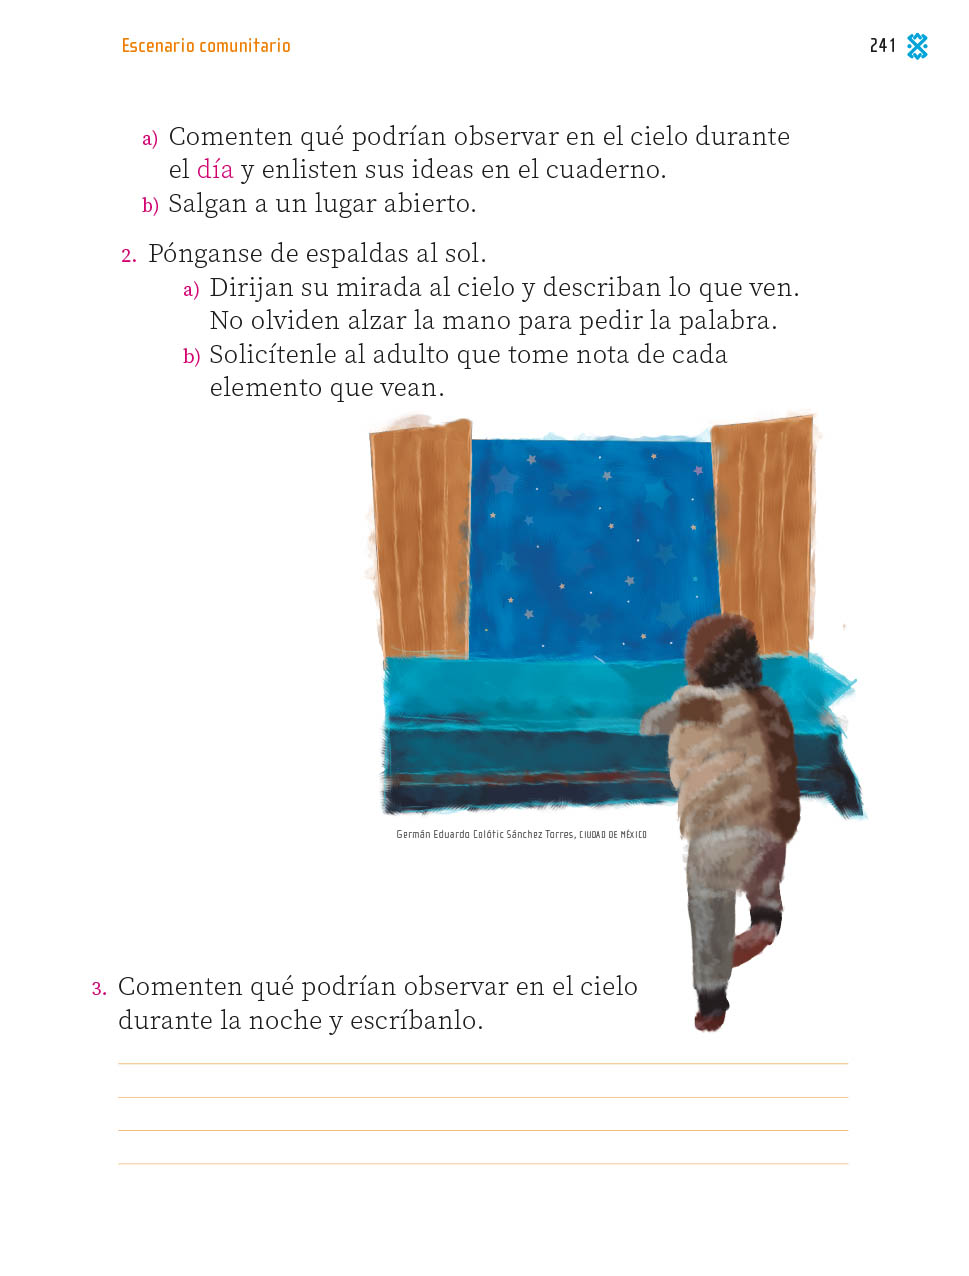 Escenario comunitario
241
a) Comenten qué podrían observar en el cielo durante
el día y enlisten sus ideas en el cuaderno.
b) Salgan a un lugar abierto.
2. Pónganse de espaldas al sol.
a) Dirijan su mirada al cielo y describan lo que ven.
No olviden alzar la mano para pedir la palabra.
b) Solicítenle al adulto que tome nota de cada
elemento que vean.
Germán Eduardo Colótic Sánchez Torres, CIUDAD DE MÉXICO
3. Comenten qué podrían observar en el cielo
durante la noche y escríbanlo.